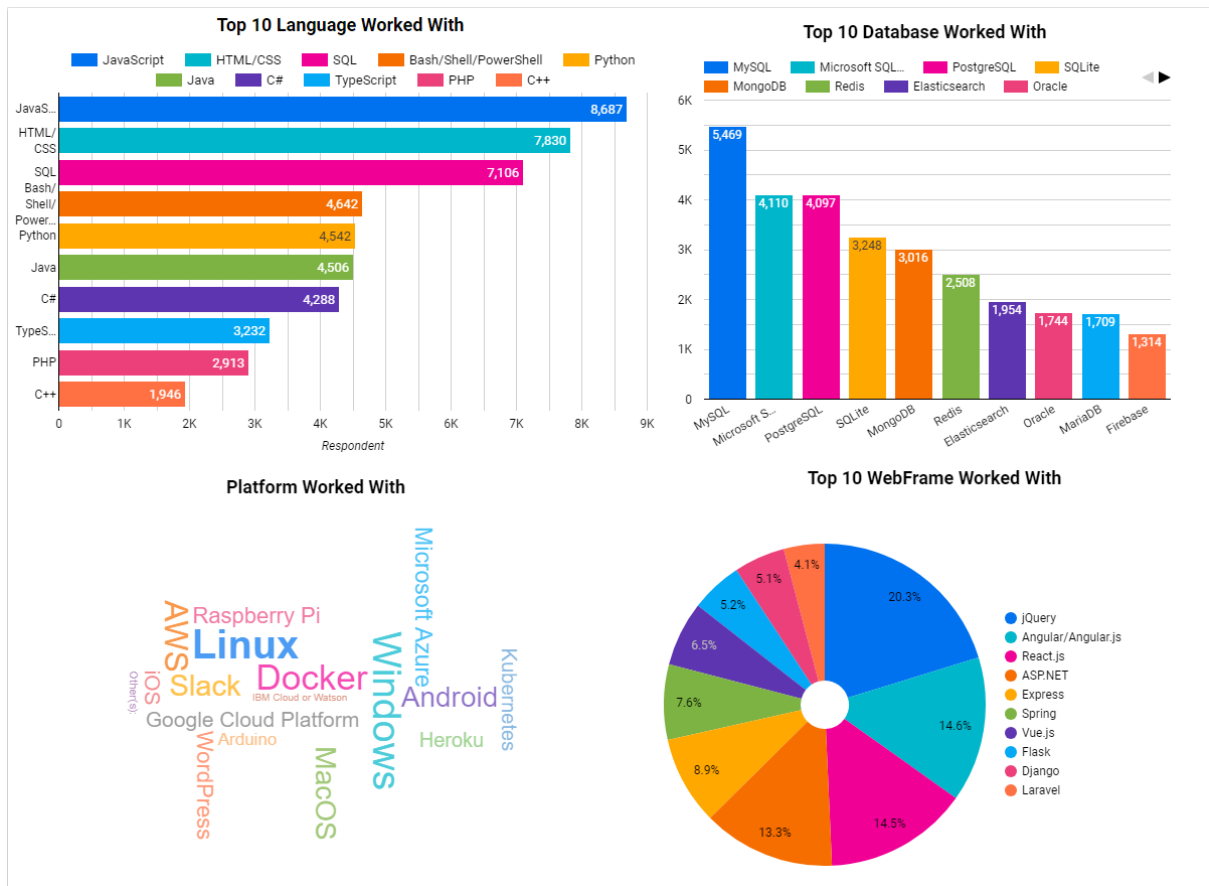 Top 10 Language Worked With
JavaScript HTML/CSS SQL Bash/Shell/PowerShell Python
Java C# TypeScript PHP C++
JavaS... 8,687
HTML/
CSS 7,830
SQL 7,106
Bash/
Shell/
Power... 4,642
Python 4,542
Java 4,506
C# 4,288
TypeS... 3,232
PHP 2,913
C++ 1,946
0 1K 2K 3K 4K 5K 6K 7K 8K 9K
Respondent
Top 10 Database Worked With
MySQL Microsoft SQL... PostgreSQL SQLite
MongoDB Redis Elasticsearch Oracle
6K
5K
4K
3K
2K
1K
0
5,469 4,110 4,097 3,248 3,016 2,508 1,954 1,744 1,709 1,314
MySQL Microsoft S... PostgreSQL SQLite MongoDB Redis Elasticsearch Oracle MariaDB Firebase
Platform Worked With
Microsoft Azure
AWS
Raspberry Pi
Linux
Windows
Docker
Kubernetes
Other(s):
iOS
Slack
IBM Cloud or Watson
Android
Google Cloud Platform
WordPress
Arduino
Heroku
MacOS
Top 10 WebFrame Worked With
20.3%
14.6%
14.5%
13.3%
8.9%
7.6%
6.5%
5.2%
5.1%
4.1%
jQuery
Angular/Angular.js
React.js
ASP.NET
Express
Spring
Vue.js
Flask
Django
Laravel